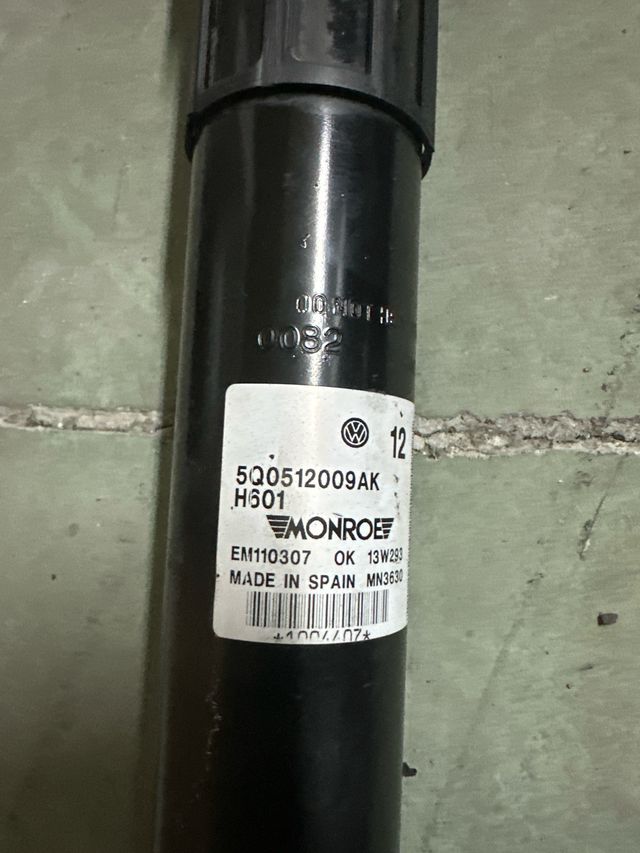 0082
12
5Q0512009AK
H601
MONROE
EM110307 OK 13W293
MADE IN SPAIN MN3630